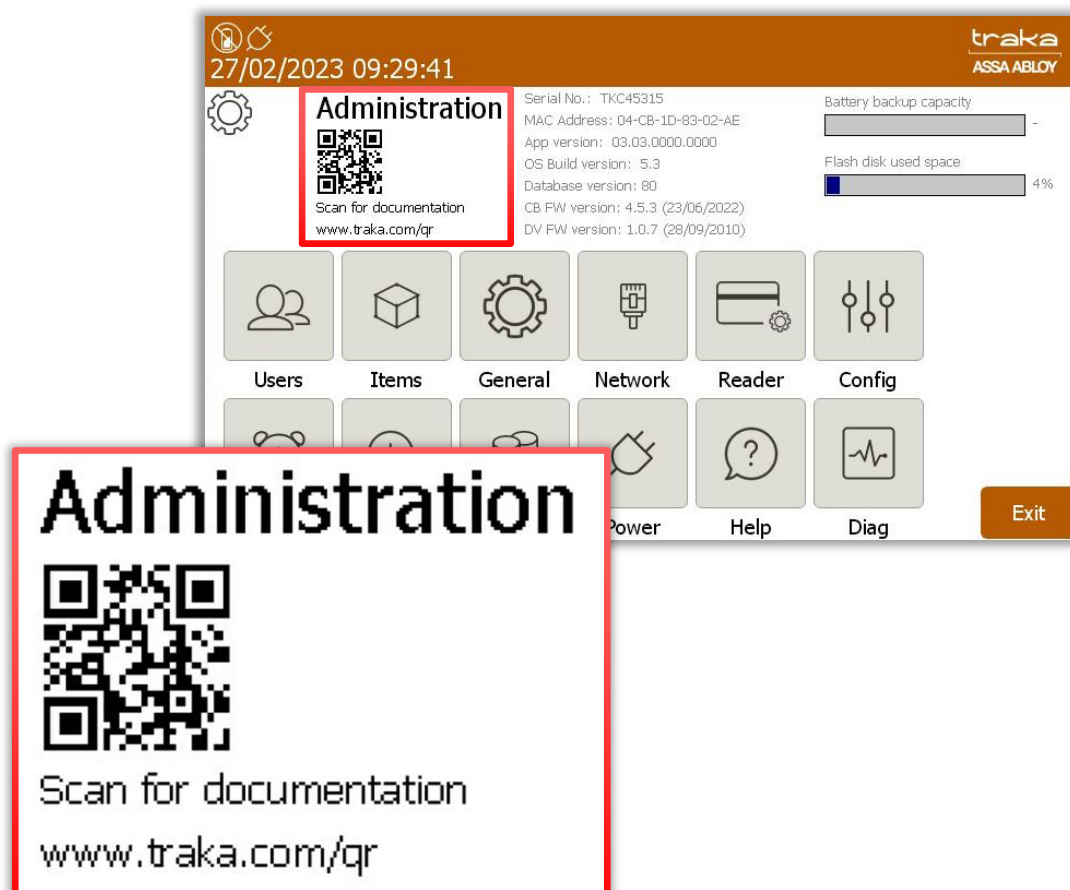 27/02/2023 09:29:41
traka
ASSA ABLOY
Administration
Scan for documentation
www.traka.com/qr
Serial No.: TKC45315
MAC Address: 04-CB-1D-83-02-AE
App version: 03.03.0000.0000
OS Build version: 5.3
Database version: 80
CB FW version: 4.5.3 (23/06/2022)
DV FW version: 1.0.7 (28/09/2010)
Battery backup capacity
-
Flash disk used space
4%
Users Items General Network Reader Config
Power Help Diag
Exit
Administration
Scan for documentation
www.traka.com/qr